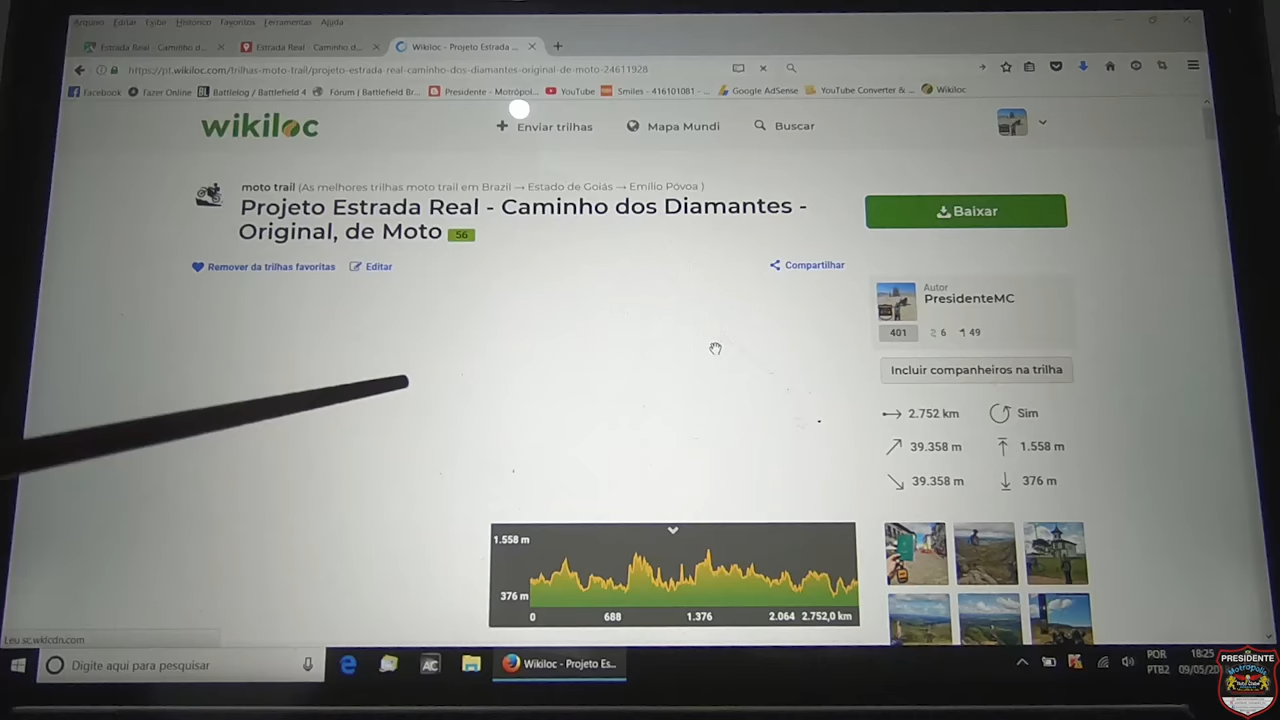 Arquivo Editar Exibir Histórico Favoritos Ferramentas Ajuda
Estrada Real - Caminho d...
Estrada Real - Caminho d...
Wikiloc - Projeto Estrada ...
https://pt.wikiloc.com/trilhas-moto-trail/projeto-estrada-real-caminho-dos-diamantes-original-de-moto-24611928
Facebook
Fazer Online
Battlelog / Battlefield 4
Fórum | Battlefield Br...
Presidente - Motrópol...
YouTube
Smiles - 416101081 - ...
Google AdSense
YouTube Converter & ...
Wikiloc
wikiloc
Enviar trilhas
Mapa Mundi
Buscar
moto trail (As melhores trilhas moto trail em Brazil → Estado de Goiás → Emílio Póvoa )
Projeto Estrada Real - Caminho dos Diamantes -
Original, de Moto 56
Baixar
Remover da trilhas favoritas
Editar
Compartilhar
Autor
PresidenteMC
401 6 49
Incluir companheiros na trilha
2.752 km Sim
39.358 m 1.558 m
39.358 m 376 m
1.558 m
376 m
0 688 1.376 2.064 2.752,0 km
Leu sc.wklcdn.com
Digite aqui para pesquisar
AC
Wikiloc - Projeto Es...
POR
PTB2
18:25
09/05/20
PRESIDENTE
Motropolis
Moto Clube